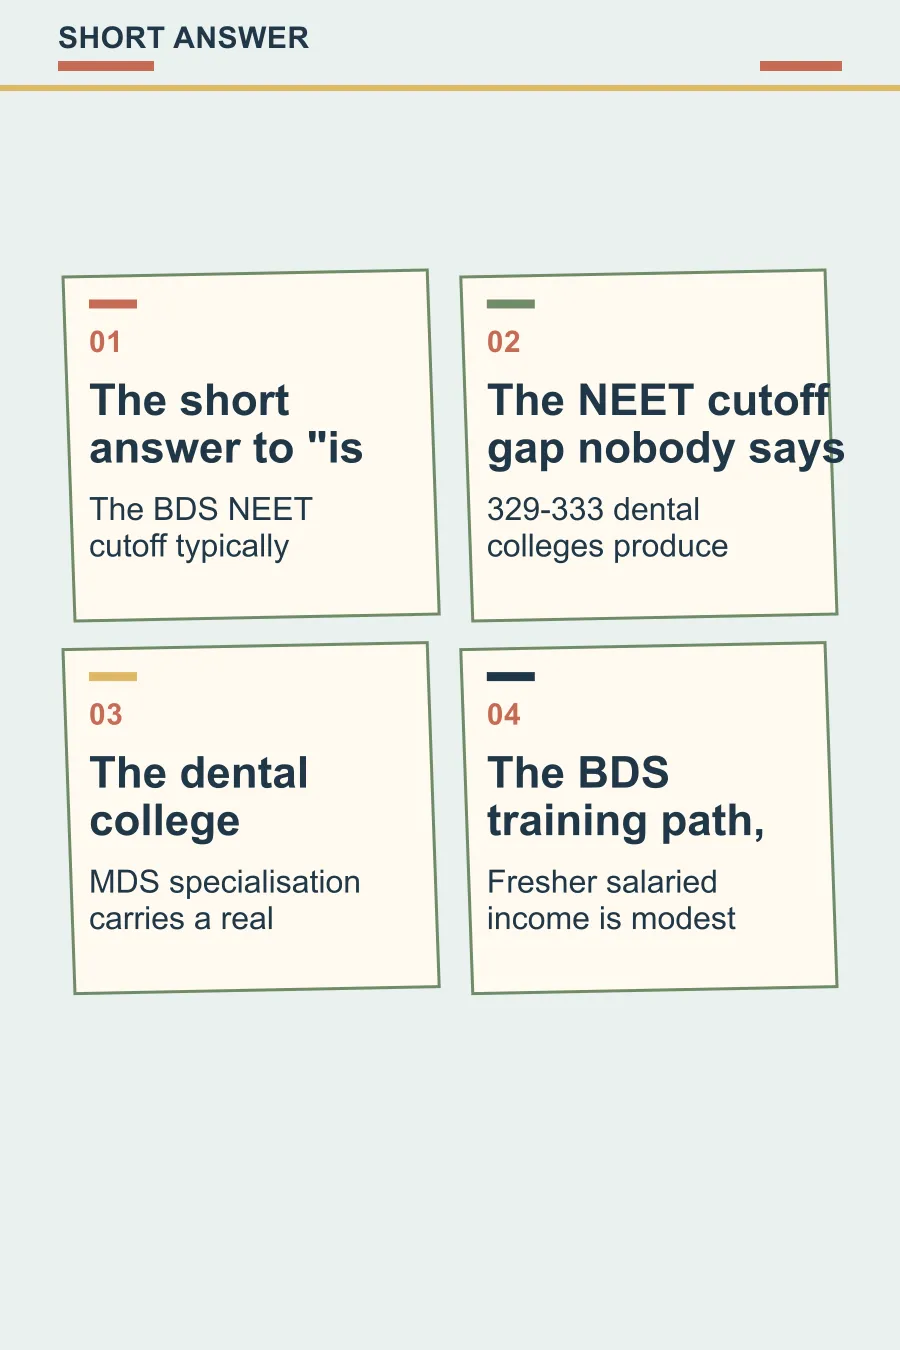 SHORT ANSWER
01
The short
answer to "is
The BDS NEET
cutoff typically
02
The NEET cutoff
gap nobody says
329-333 dental
colleges produce
03
The dental
college
MDS specialisation
carries a real
04
The BDS
training path,
Fresher salaried
income is modest